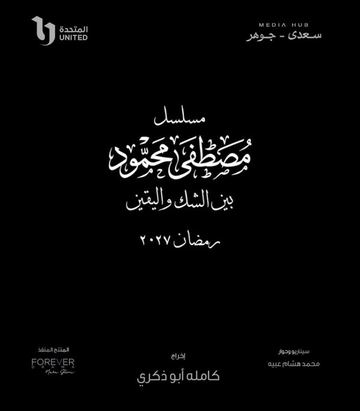 المتحدة
UNITED
MEDIA HUB
سعدى - جوهر
مسلسل
مصطفى محمود
بين الشك واليقين
رمضان ٢٠٢٧
المنتج المنفذ
FOREVER
إخراج
كامله أبو ذكري
سيناريو وحوار
محمد هشام عبيه